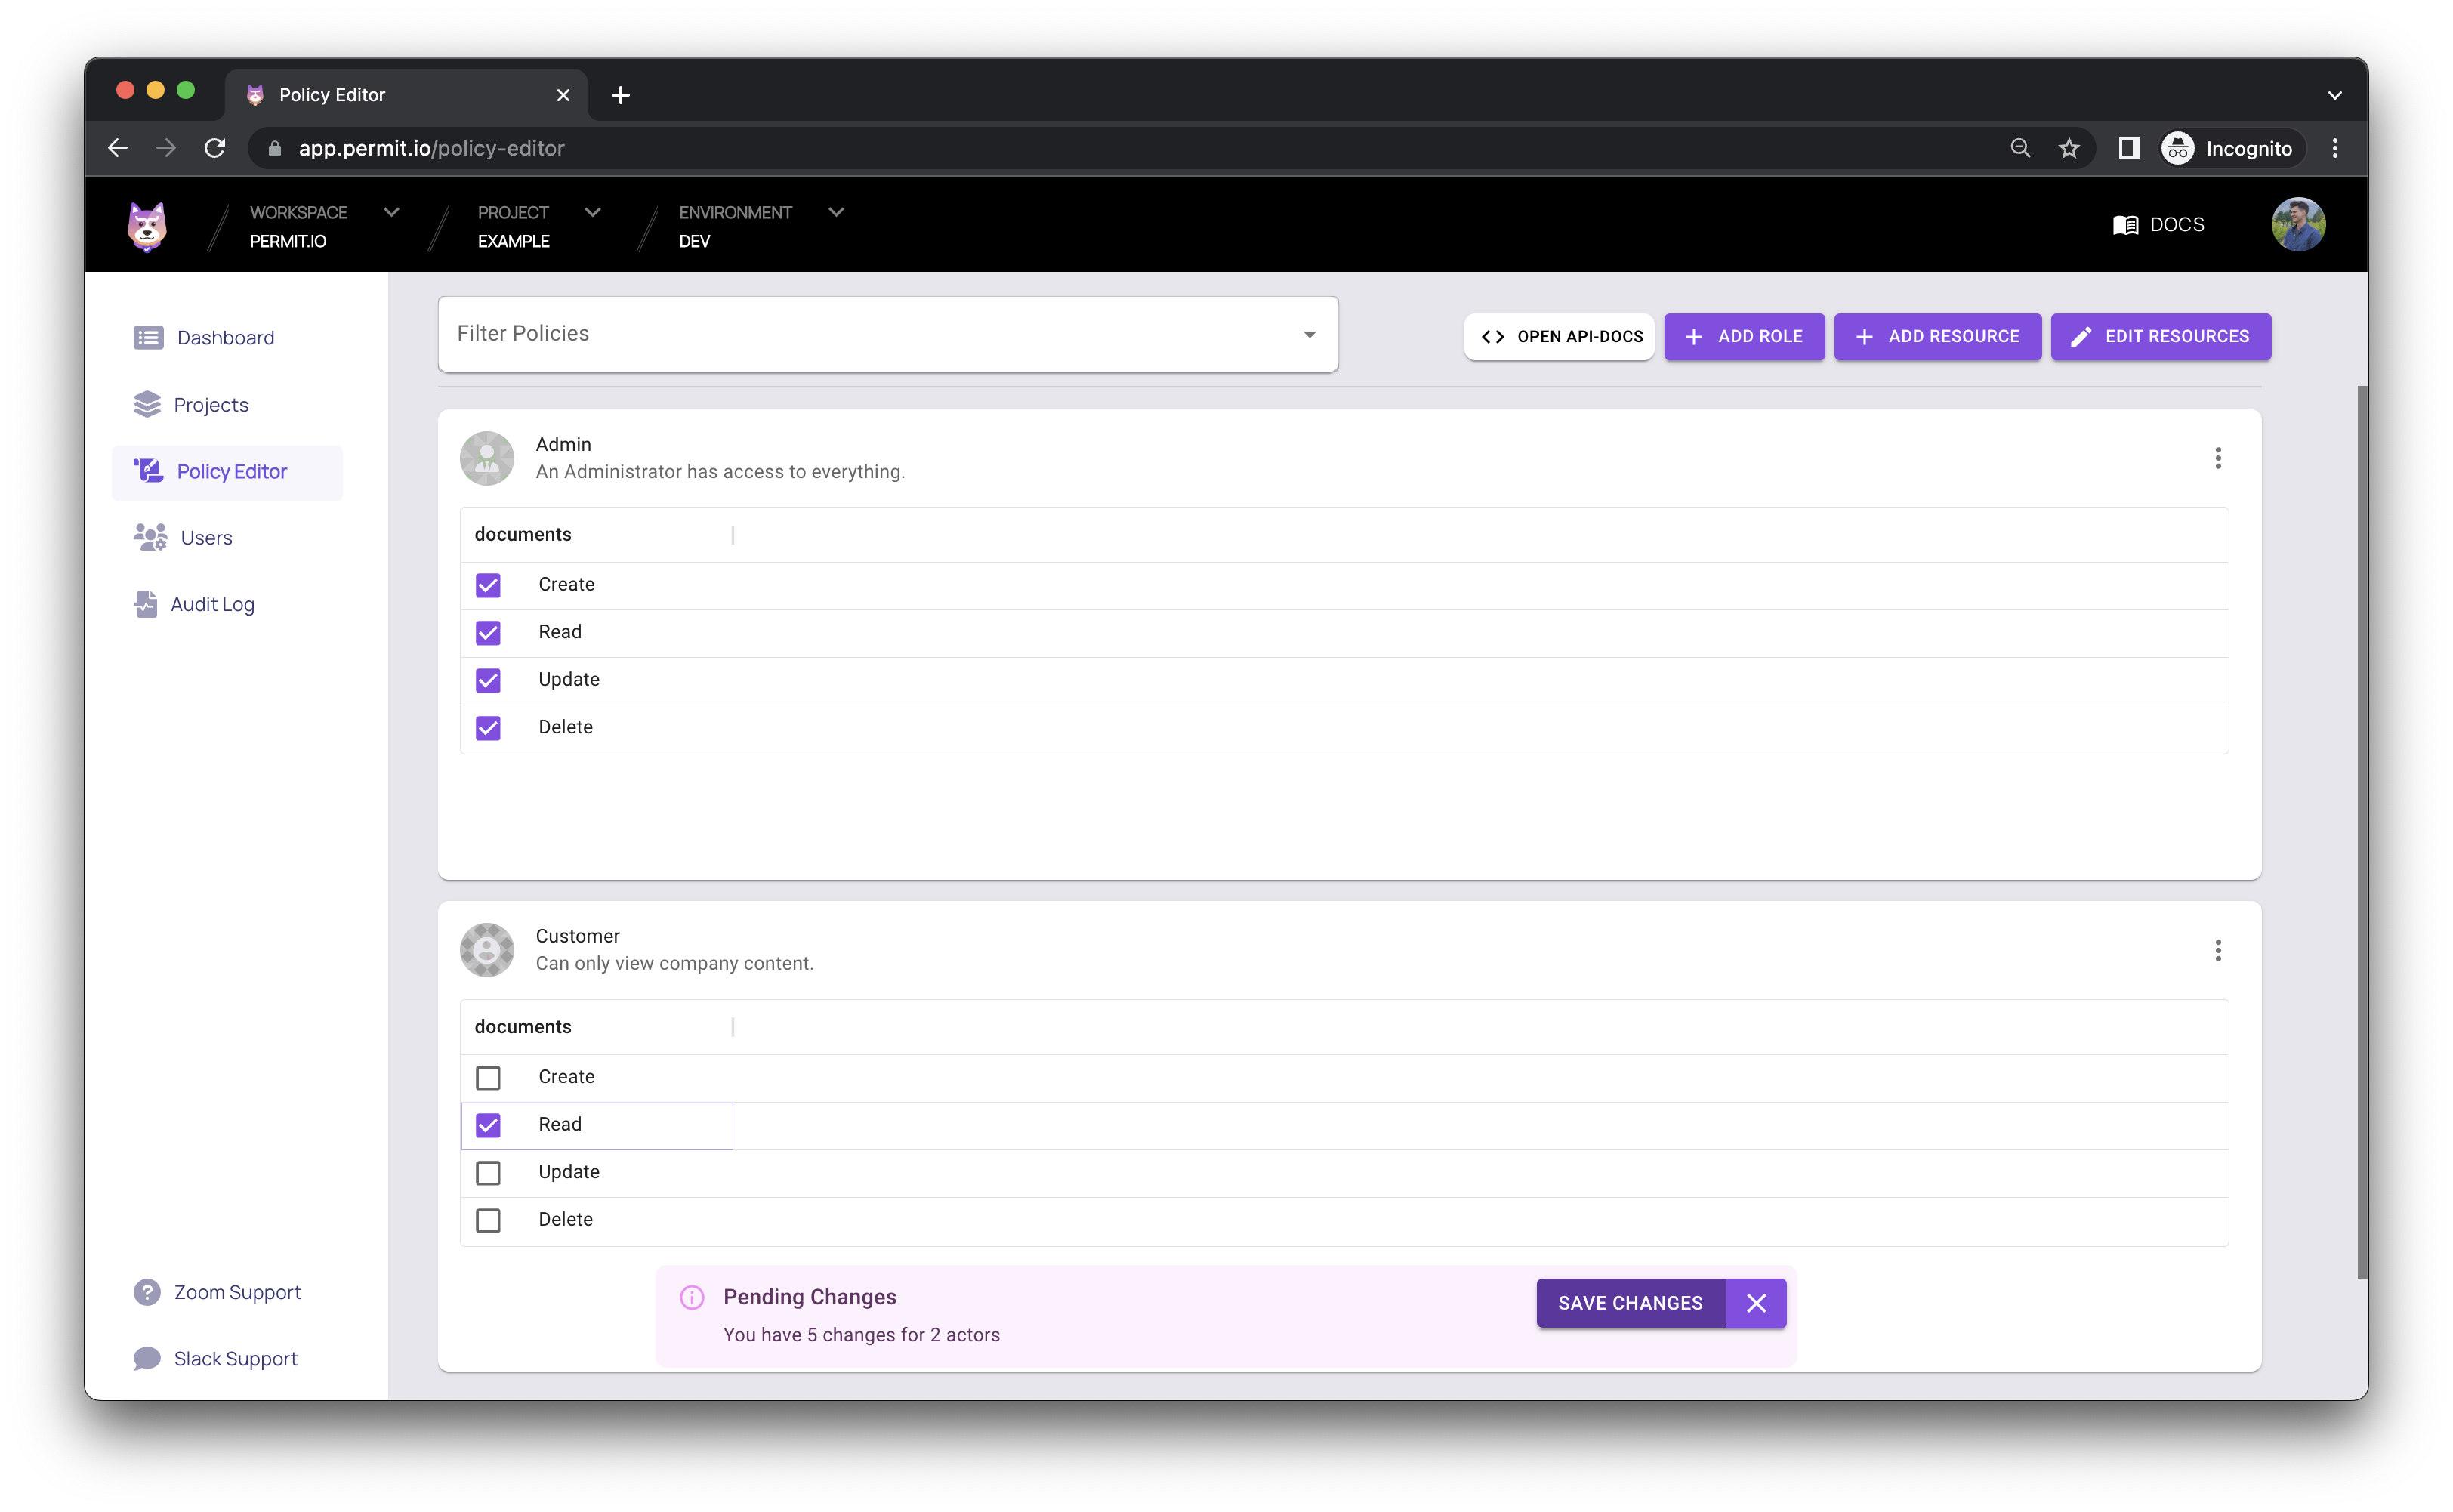 Policy Editor
app.permit.io/policy-editor
Incognito
WORKSPACE
PERMIT.IO
PROJECT
EXAMPLE
ENVIRONMENT
DEV
DOCS
Dashboard
Projects
Policy Editor
Users
Audit Log
Zoom Support
Slack Support
Filter Policies
OPEN API-DOCS
ADD ROLE
ADD RESOURCE
EDIT RESOURCES
Admin
An Administrator has access to everything.
documents
Create
Read
Update
Delete
Customer
Can only view company content.
documents
Create
Read
Update
Delete
Pending Changes
You have 5 changes for 2 actors
SAVE CHANGES